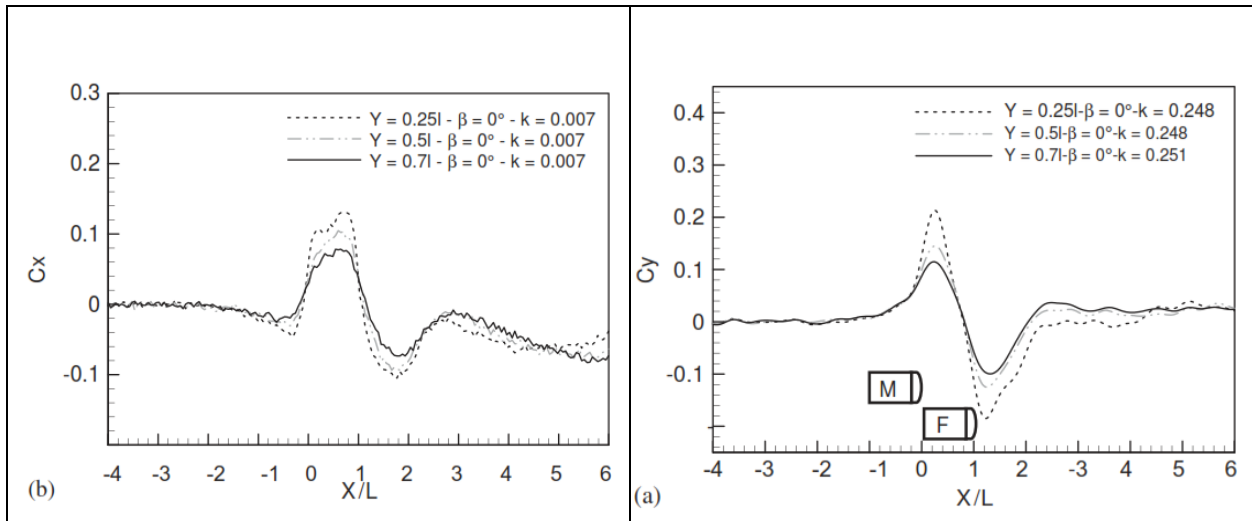 0.3
0.2
0.1
0
-0.1
Cx
Y = 0.25l - β = 0° - k = 0.007
Y = 0.5l - β = 0° - k = 0.007
Y = 0.7l - β = 0° - k = 0.007
-4 -3 -2 -1 0 1 2 3 4 5 6
X/L
(b)
0.4
0.3
0.2
0.1
0
-0.1
Cy
Y = 0.25l-β = 0°-k = 0.248
Y = 0.5l-β = 0°-k = 0.248
Y = 0.7l-β = 0°-k = 0.251
M
F
-4 -3 -2 -1 0 1 2 -3 4 5 6
X/L
(a)